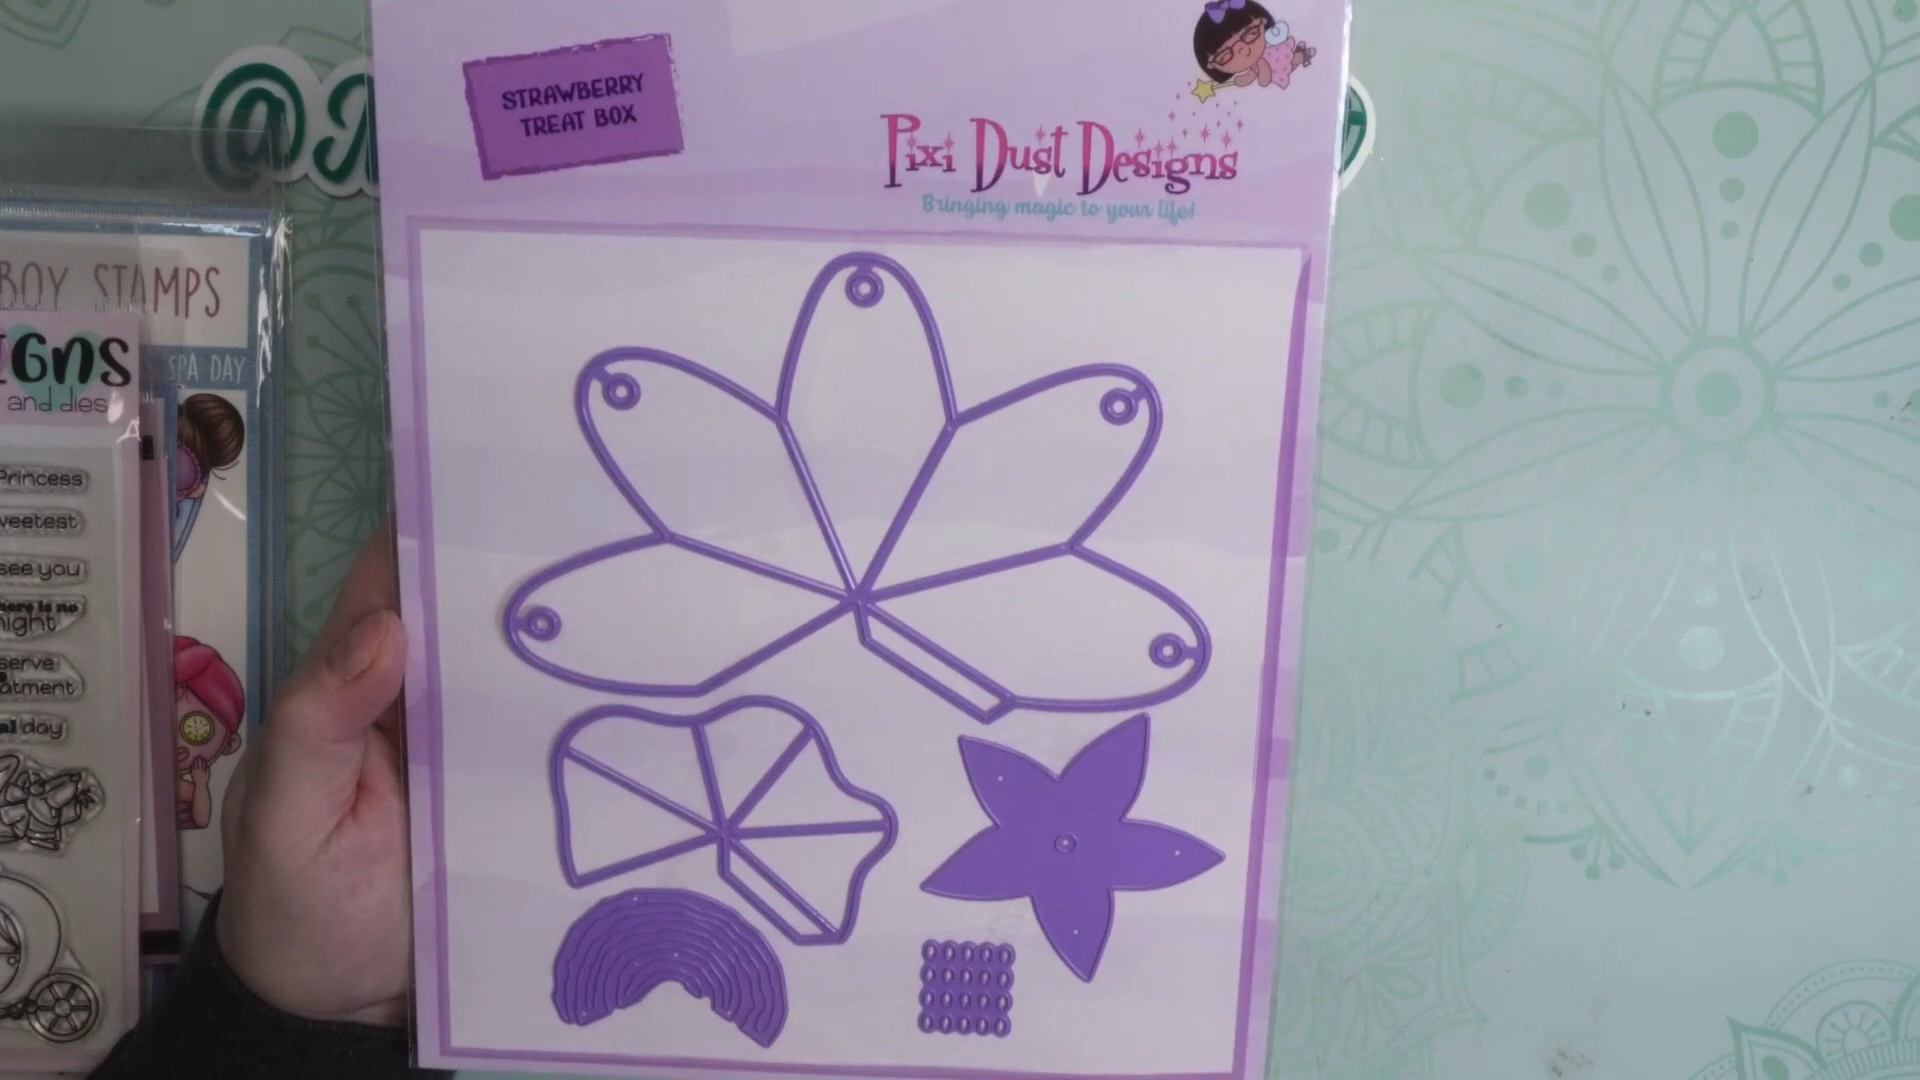 STRAWBERRY
TREAT BOX
Pixi Dust Designs
Bringing magic to your life!
BOY STAMPS
SPA DAY
and dies
Princess
see you
day